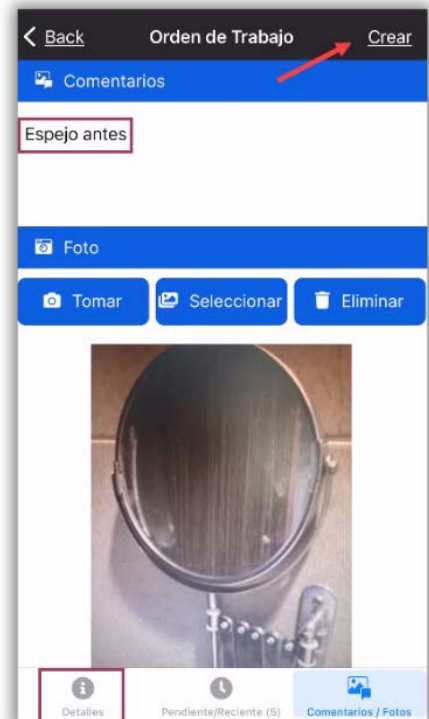 Back Orden de Trabajo Crear
Comentarios
Espejo antes
Foto
Tomar Seleccionar Eliminar
Detalles Pendiente/Reciente (5) Comentarios / Fotos